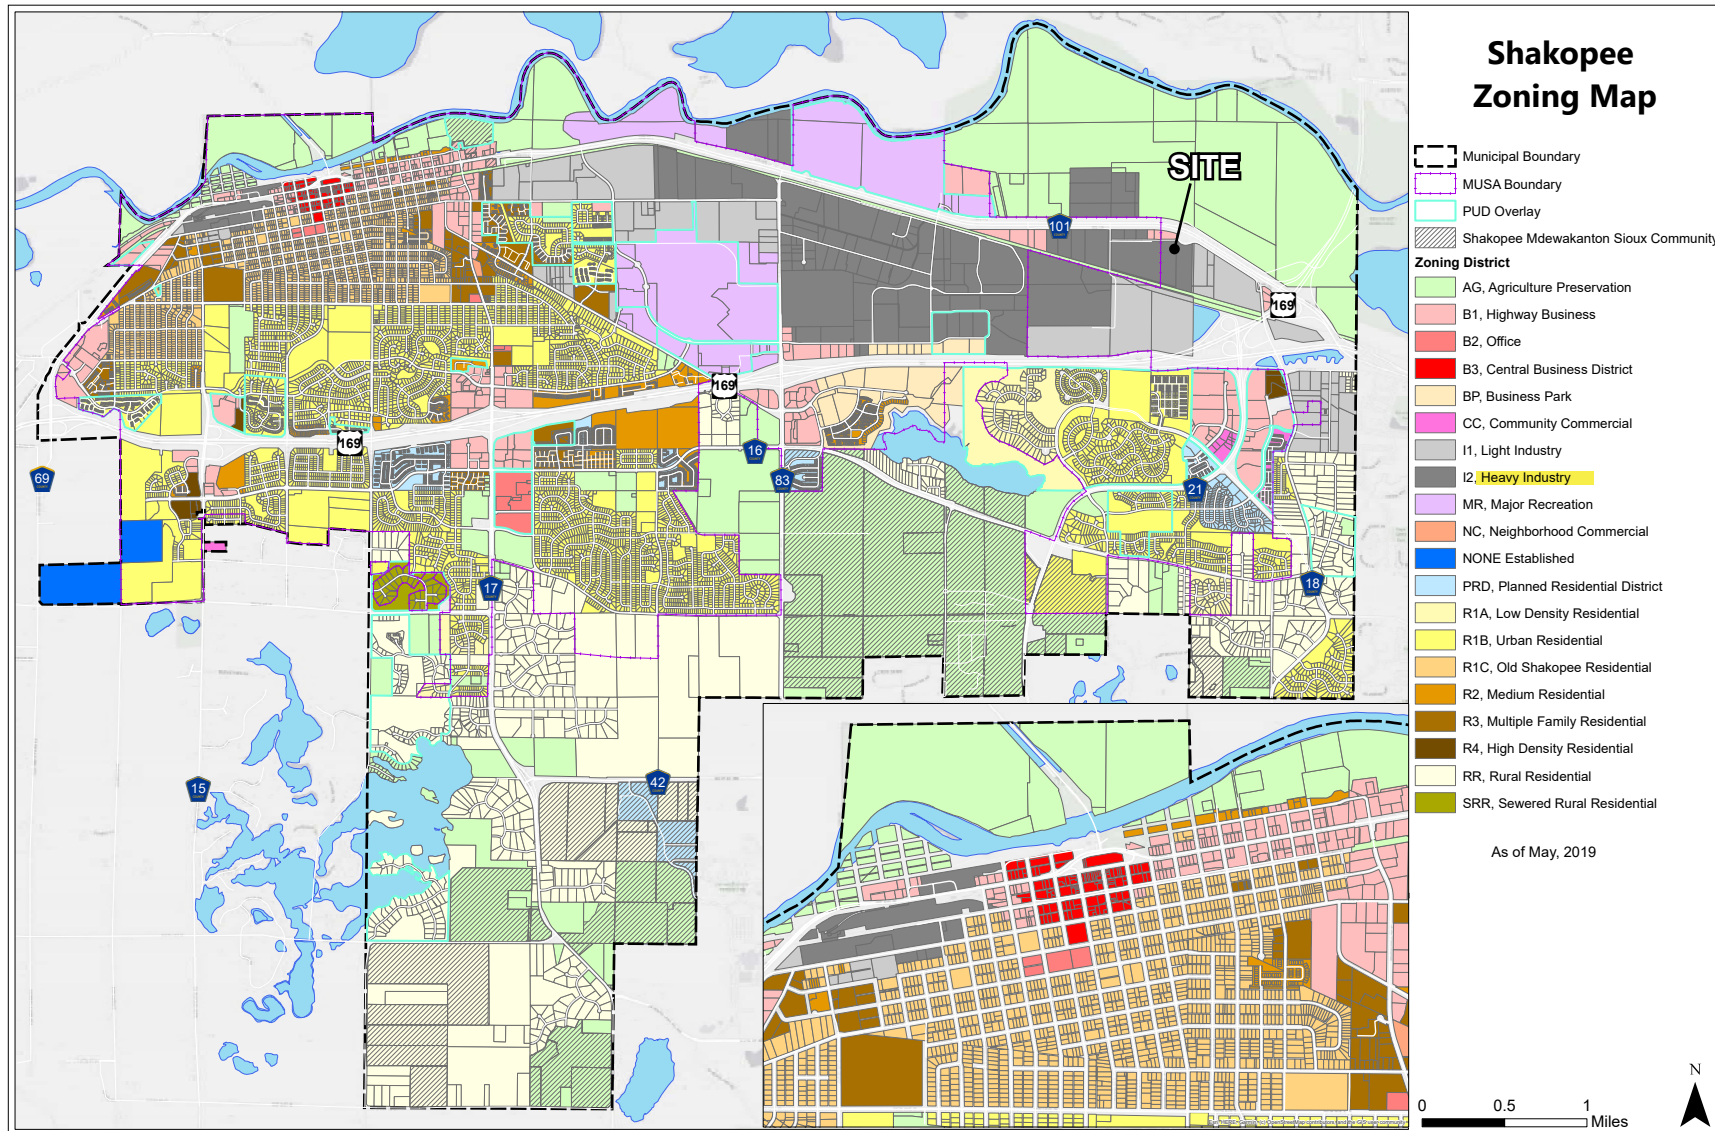 Shakopee
Zoning Map
Municipal Boundary
MUSA Boundary
PUD Overlay
Shakopee Mdewakanton Sioux Community
Zoning District
AG, Agriculture Preservation
B1, Highway Business
B2, Office
B3, Central Business District
BP, Business Park
CC, Community Commercial
I1, Light Industry
I2, Heavy Industry
MR, Major Recreation
NC, Neighborhood Commercial
NONE Established
PRD, Planned Residential District
R1A, Low Density Residential
R1B, Urban Residential
R1C, Old Shakopee Residential
R2, Medium Residential
R3, Multiple Family Residential
R4, High Density Residential
RR, Rural Residential
SRR, Sewered Rural Residential
As of May, 2019
N
0 0.5 1
Miles
SITE
101
169
169
169
16
83
69
21
17
18
15
42